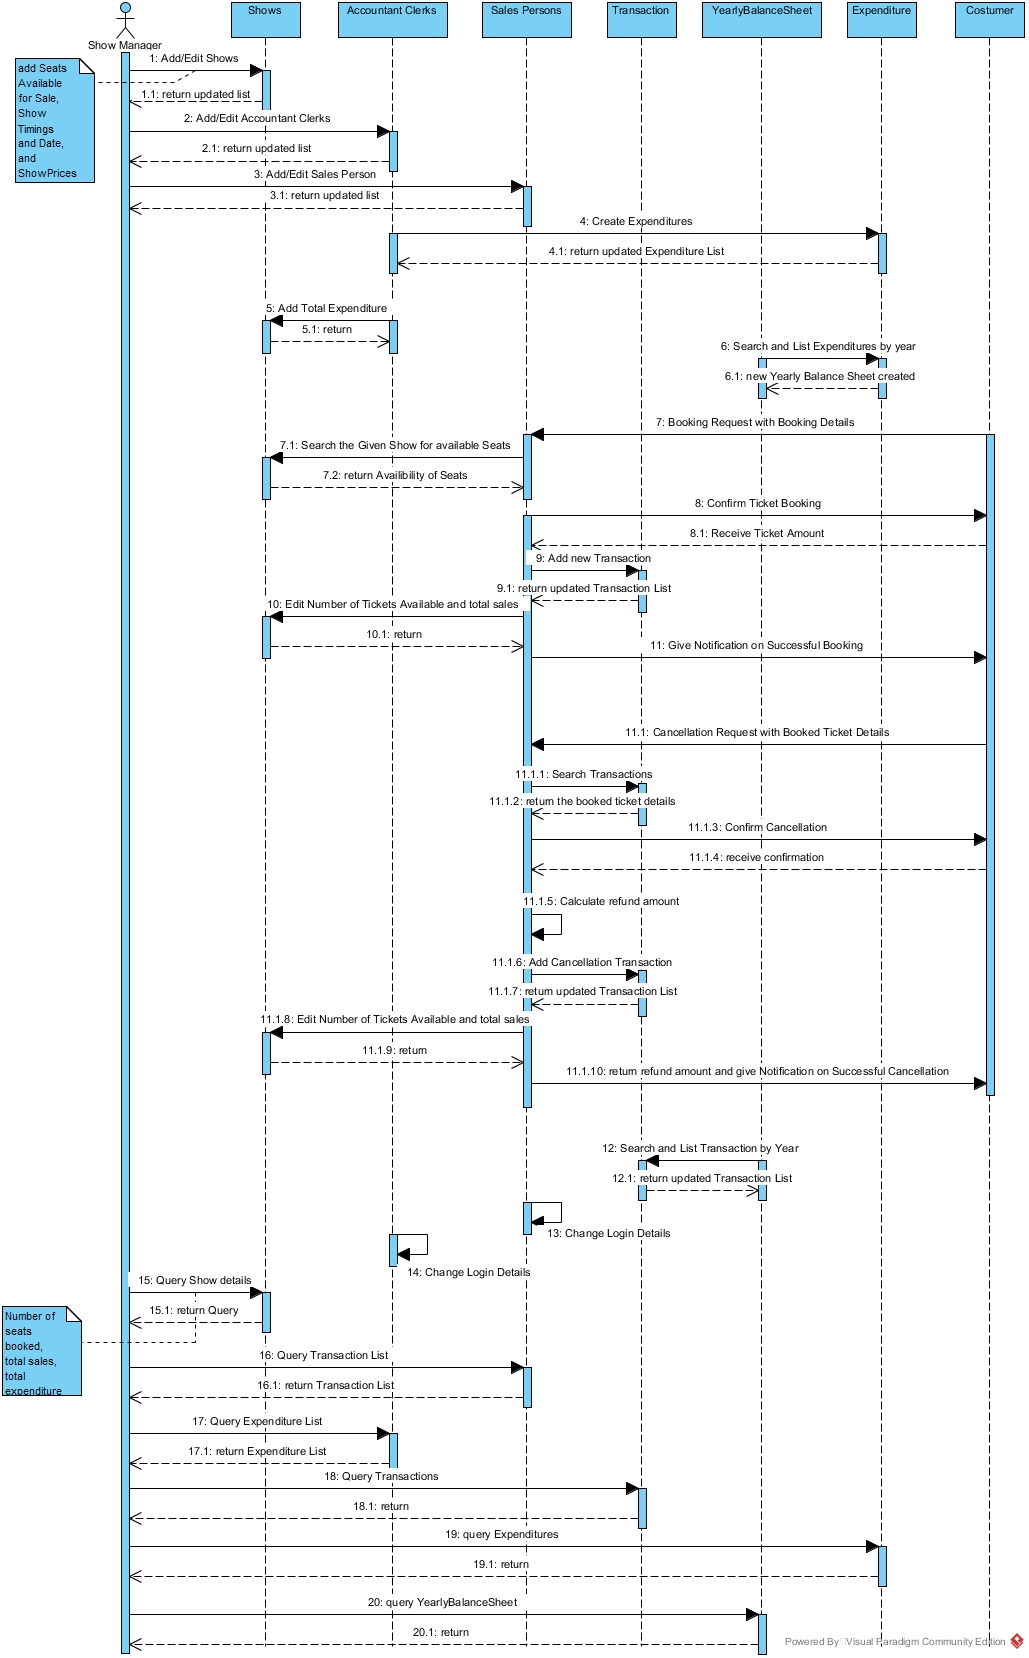 Shows
Accountant Clerks
Sales Persons
Transaction
YearlyBalanceSheet
Expenditure
Costumer
Show Manager
add Seats
Available
for Sale,
Show
Timings
and Date,
and
ShowPrices
1: Add/Edit Shows
1.1: return updated list
2: Add/Edit Accountant Clerks
2.1: return updated list
3: Add/Edit Sales Person
3.1: return updated list
4: Create Expenditures
4.1: return updated Expenditure List
5: Add Total Expenditure
5.1: return
6: Search and List Expenditures by year
6.1: new Yearly Balance Sheet created
7: Booking Request with Booking Details
7.1: Search the Given Show for available Seats
7.2: return Availibility of Seats
8: Confirm Ticket Booking
8.1: Receive Ticket Amount
9: Add new Transaction
9.1: return updated Transaction List
10: Edit Number of Tickets Available and total sales
10.1: return
11: Give Notification on Successful Booking
11.1: Cancellation Request with Booked Ticket Details
11.1.1: Search Transactions
11.1.2: return the booked ticket details
11.1.3: Confirm Cancellation
11.1.4: receive confirmation
11.1.5: Calculate refund amount
11.1.6: Add Cancellation Transaction
11.1.7: return updated Transaction List
11.1.8: Edit Number of Tickets Available and total sales
11.1.9: return
11.1.10: return refund amount and give Notification on Successful Cancellation
12: Search and List Transaction by Year
12.1: return updated Transaction List
13: Change Login Details
14: Change Login Details
15: Query Show details
15.1: return Query
Number of
seats
booked,
total sales,
total
expenditure
16: Query Transaction List
16.1: return Transaction List
17: Query Expenditure List
17.1: return Expenditure List
18: Query Transactions
18.1: return
19: query Expenditures
19.1: return
20: query YearlyBalanceSheet
20.1: return
Powered By Visual Paradigm Community Edition